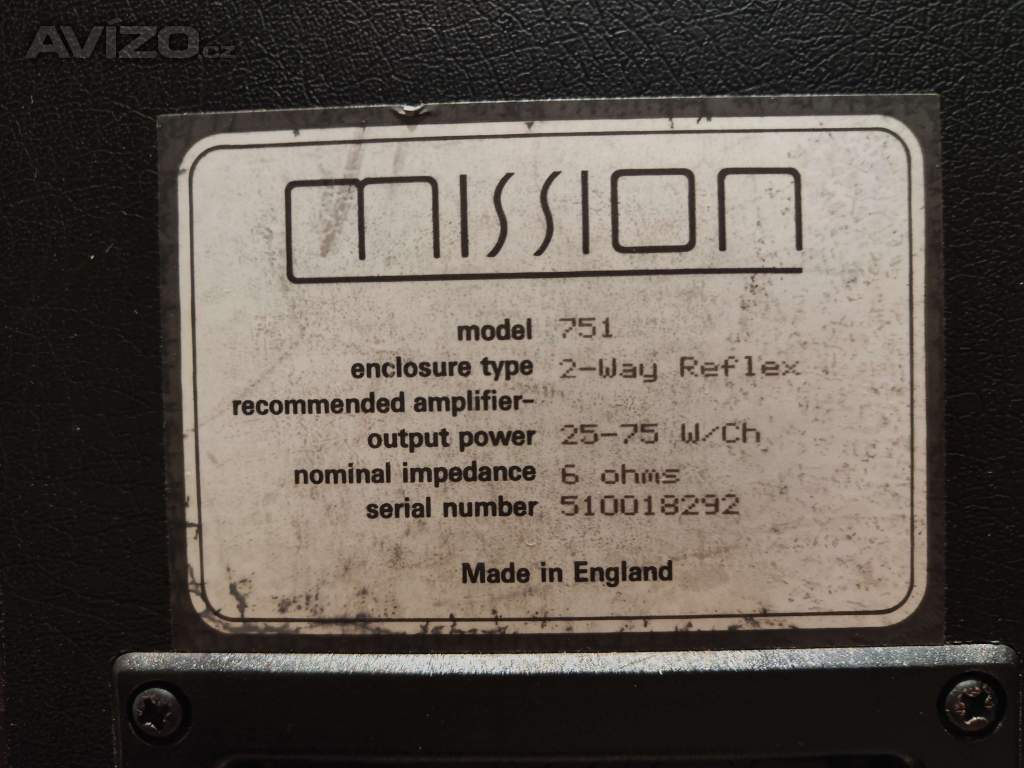 AVIZO.cz
mission
model 751
enclosure type 2-Way Reflex
recommended amplifier-
output power 25-75 W/Ch
nominal impedance 6 ohms
serial number 510018292
Made in England